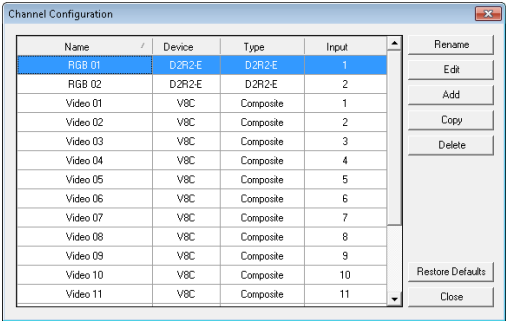 Channel Configuration
Name / Device Type Input
RGB 01 D2R2-E D2R2-E 1
RGB 02 D2R2-E D2R2-E 2
Video 01 V8C Composite 1
Video 02 V8C Composite 2
Video 03 V8C Composite 3
Video 04 V8C Composite 4
Video 05 V8C Composite 5
Video 06 V8C Composite 6
Video 07 V8C Composite 7
Video 08 V8C Composite 8
Video 09 V8C Composite 9
Video 10 V8C Composite 10
Video 11 V8C Composite 11
Rename
Edit
Add
Copy
Delete
Restore Defaults
Close